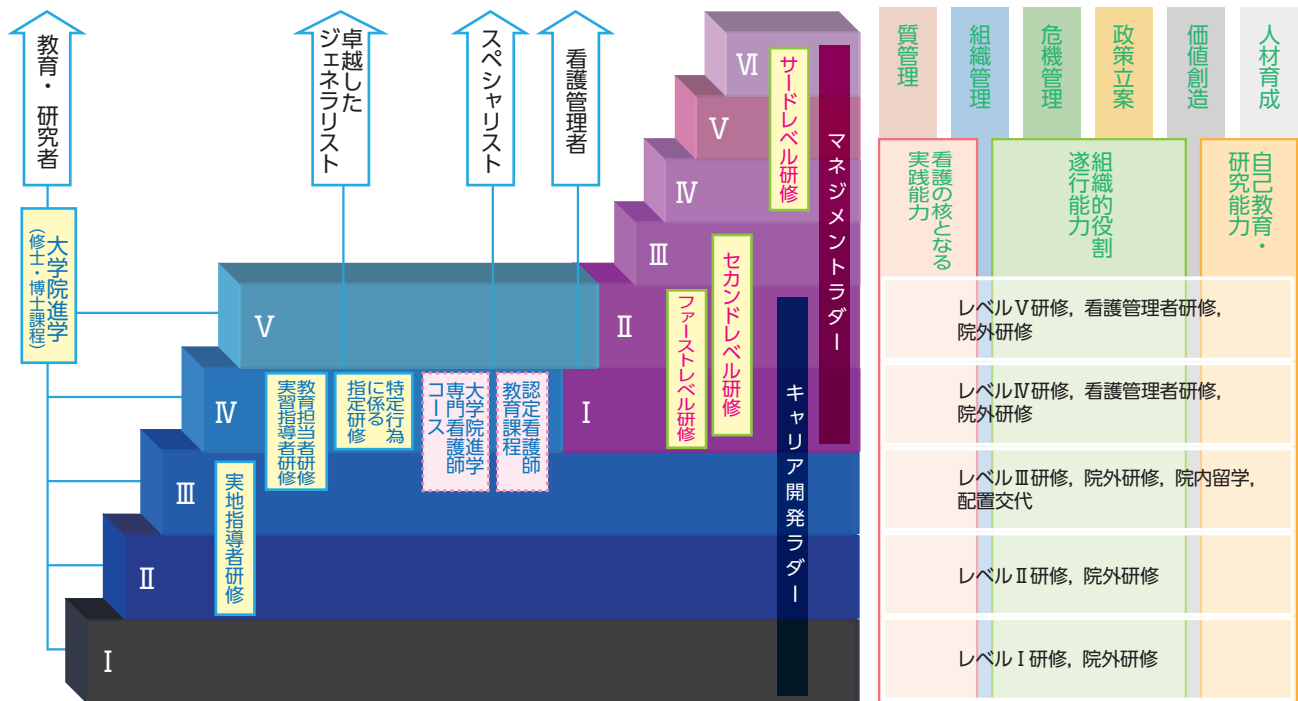 教育・研究者
卓越した
ジェネラリスト
スペシャリスト
看護管理者
大学院進学
(修士・博士課程)
Ⅵ
Ⅴ
Ⅳ
Ⅲ
Ⅱ
Ⅰ
サードレベル研修
セカンドレベル研修
ファーストレベル研修
マネジメントラダー
キャリア開発ラダー
Ⅴ
Ⅳ
Ⅲ
Ⅱ
Ⅰ
教育担当者研修
実習指導者研修
特定行為
に係る
指定研修
大学院進学
専門看護師
コース
認定看護師
教育課程
実地指導者研修
質管理
組織管理
危機管理
政策立案
価値創造
人材育成
看護の核となる
実践能力
組織的役割
遂行能力
自己教育・
研究能力
レベルⅤ研修，看護管理者研修，
院外研修
レベルⅣ研修，看護管理者研修，
院外研修
レベルⅢ研修，院外研修，院内留学，
配置交代
レベルⅡ研修，院外研修
レベルⅠ研修，院外研修